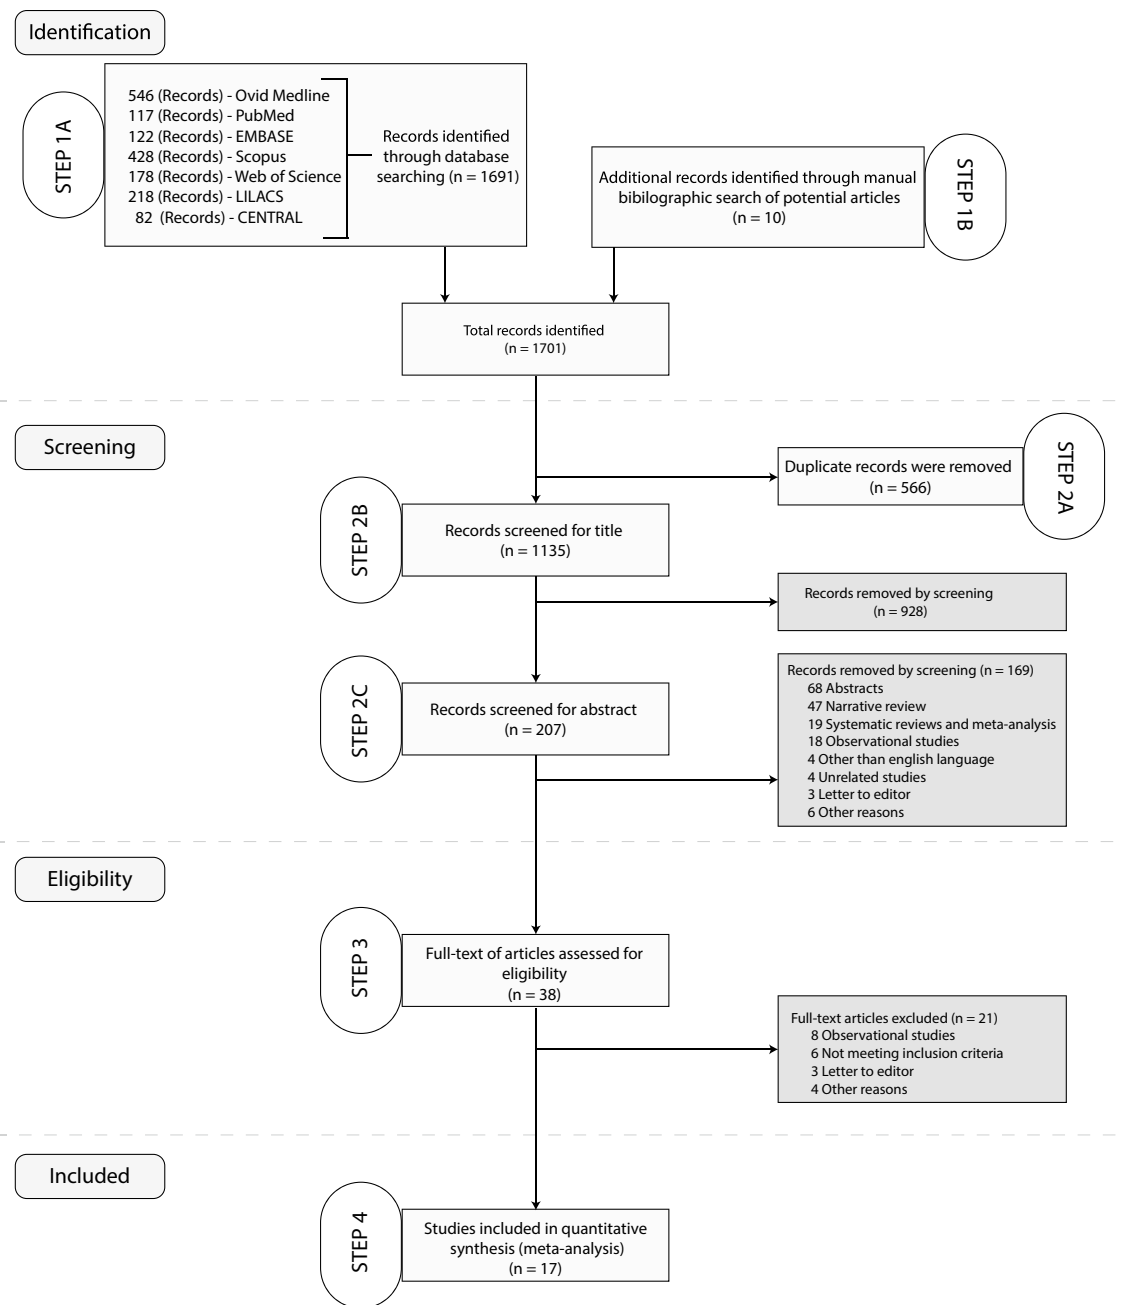 Identification
STEP 1A
546 (Records) - Ovid Medline
117 (Records) - PubMed
122 (Records) - EMBASE
428 (Records) - Scopus
178 (Records) - Web of Science
218 (Records) - LILACS
82 (Records) - CENTRAL
Records identified
through database
searching (n = 1691)
Additional records identified through manual
bibilographic search of potential articles
(n = 10)
STEP 1B
Total records identified
(n = 1701)
Screening
Duplicate records were removed
(n = 566)
STEP 2A
STEP 2B
Records screened for title
(n = 1135)
Records removed by screening
(n = 928)
STEP 2C
Records screened for abstract
(n = 207)
Records removed by screening (n = 169)
68 Abstracts
47 Narrative review
19 Systematic reviews and meta-analysis
18 Observational studies
4 Other than english language
4 Unrelated studies
3 Letter to editor
6 Other reasons
Eligibility
STEP 3
Full-text of articles assessed for
eligibility
(n = 38)
Full-text articles excluded (n = 21)
8 Observational studies
6 Not meeting inclusion criteria
3 Letter to editor
4 Other reasons
Included
STEP 4
Studies included in quantitative
synthesis (meta-analysis)
(n = 17)